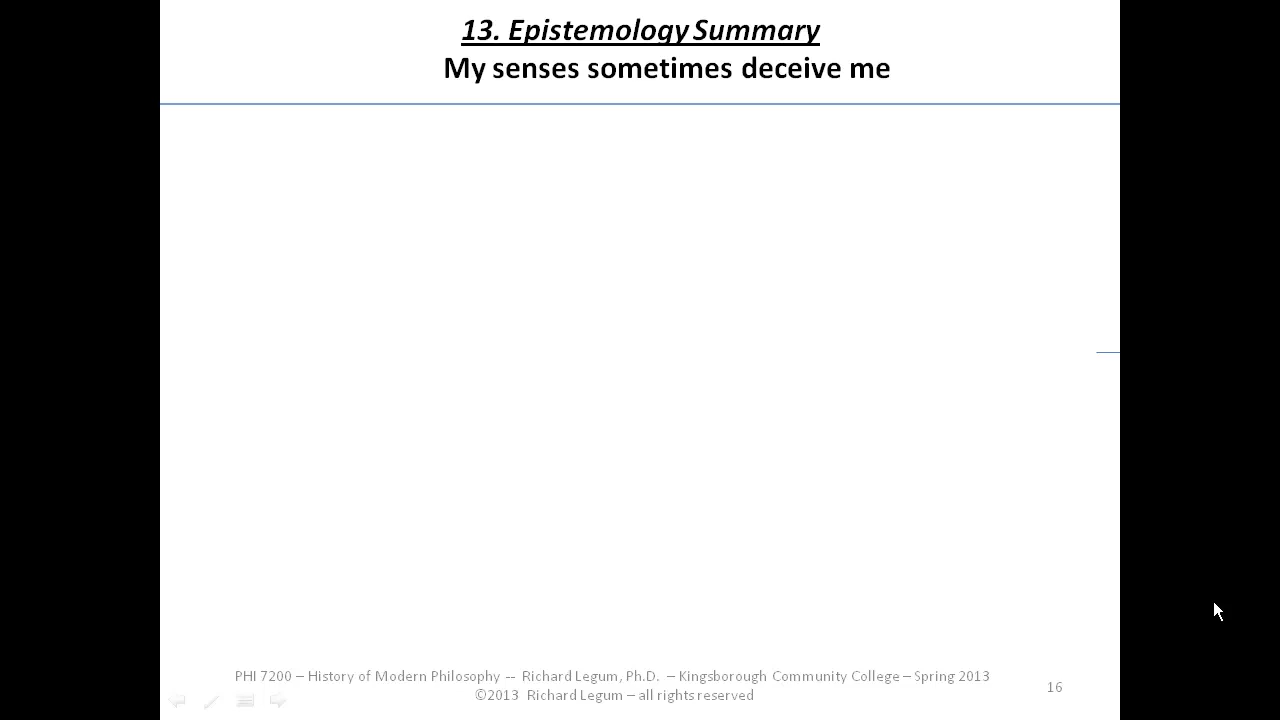 13. Epistemology Summary
My senses sometimes deceive me
PHI 7200 – History of Modern Philosophy -- Richard Legum, Ph.D. – Kingsborough Community College – Spring 2013
©2013 Richard Legum – all rights reserved
16